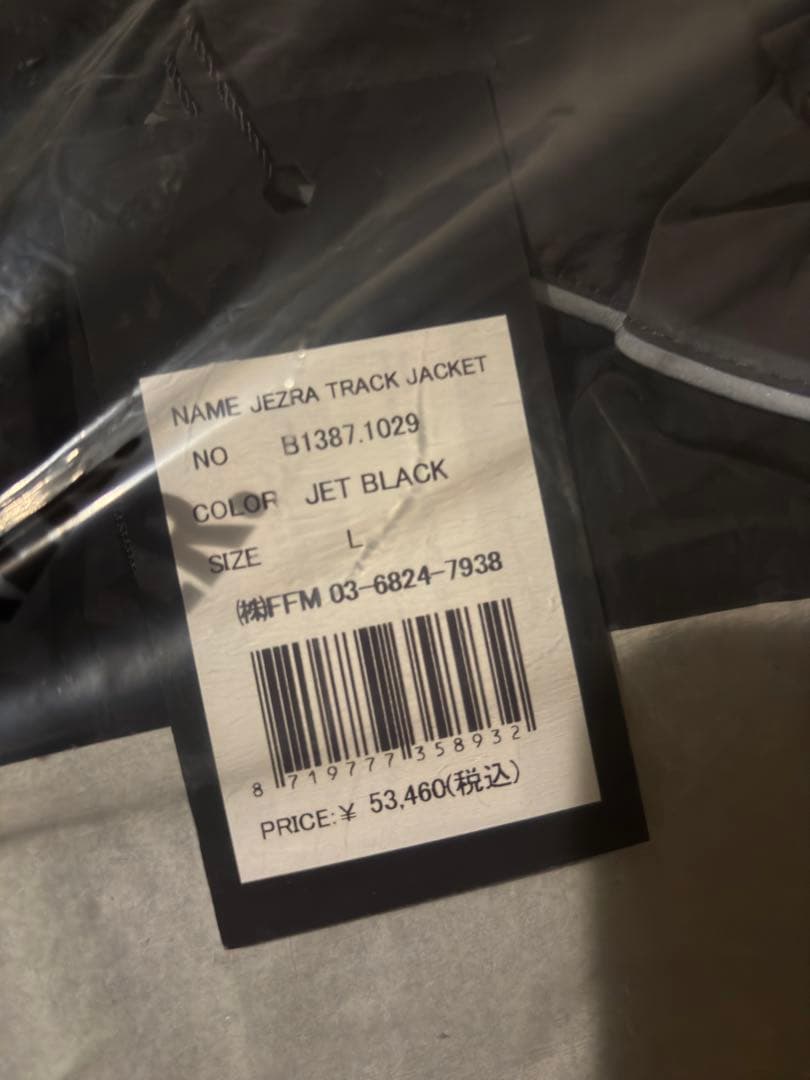 NAME JEZRA TRACK JACKET
NO B1387.1029
COLOR JET BLACK
SIZE L
㈱FFM 03-6824-7938
8 719777 358932
PRICE:¥ 53,460(税込)